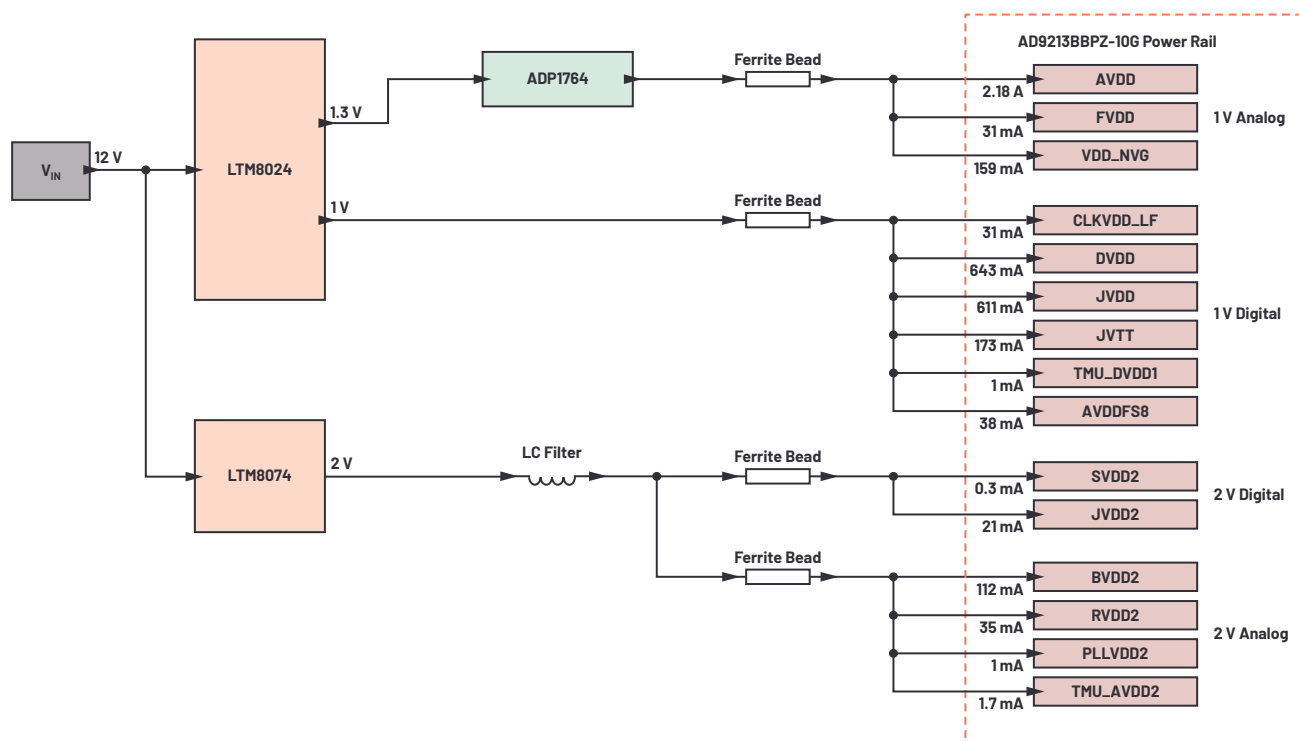 AD9213BBPZ-10G Power Rail
Ferrite Bead
ADP1764
AVDD
2.18 A
1.3 V
FVDD
1 V Analog
31 mA
12 V
VDD_NVG
159 mA
VIN
LTM8024
Ferrite Bead
1 V
CLKVDD_LF
31 mA
DVDD
643 mA
JVDD
611 mA
1 V Digital
JVTT
173 mA
TMU_DVDD1
1 mA
AVDDFS8
38 mA
LC Filter
Ferrite Bead
2 V
LTM8074
SVDD2
0.3 mA
2 V Digital
JVDD2
21 mA
Ferrite Bead
BVDD2
112 mA
RVDD2
35 mA
2 V Analog
PLLVDD2
1 mA
TMU_AVDD2
1.7 mA